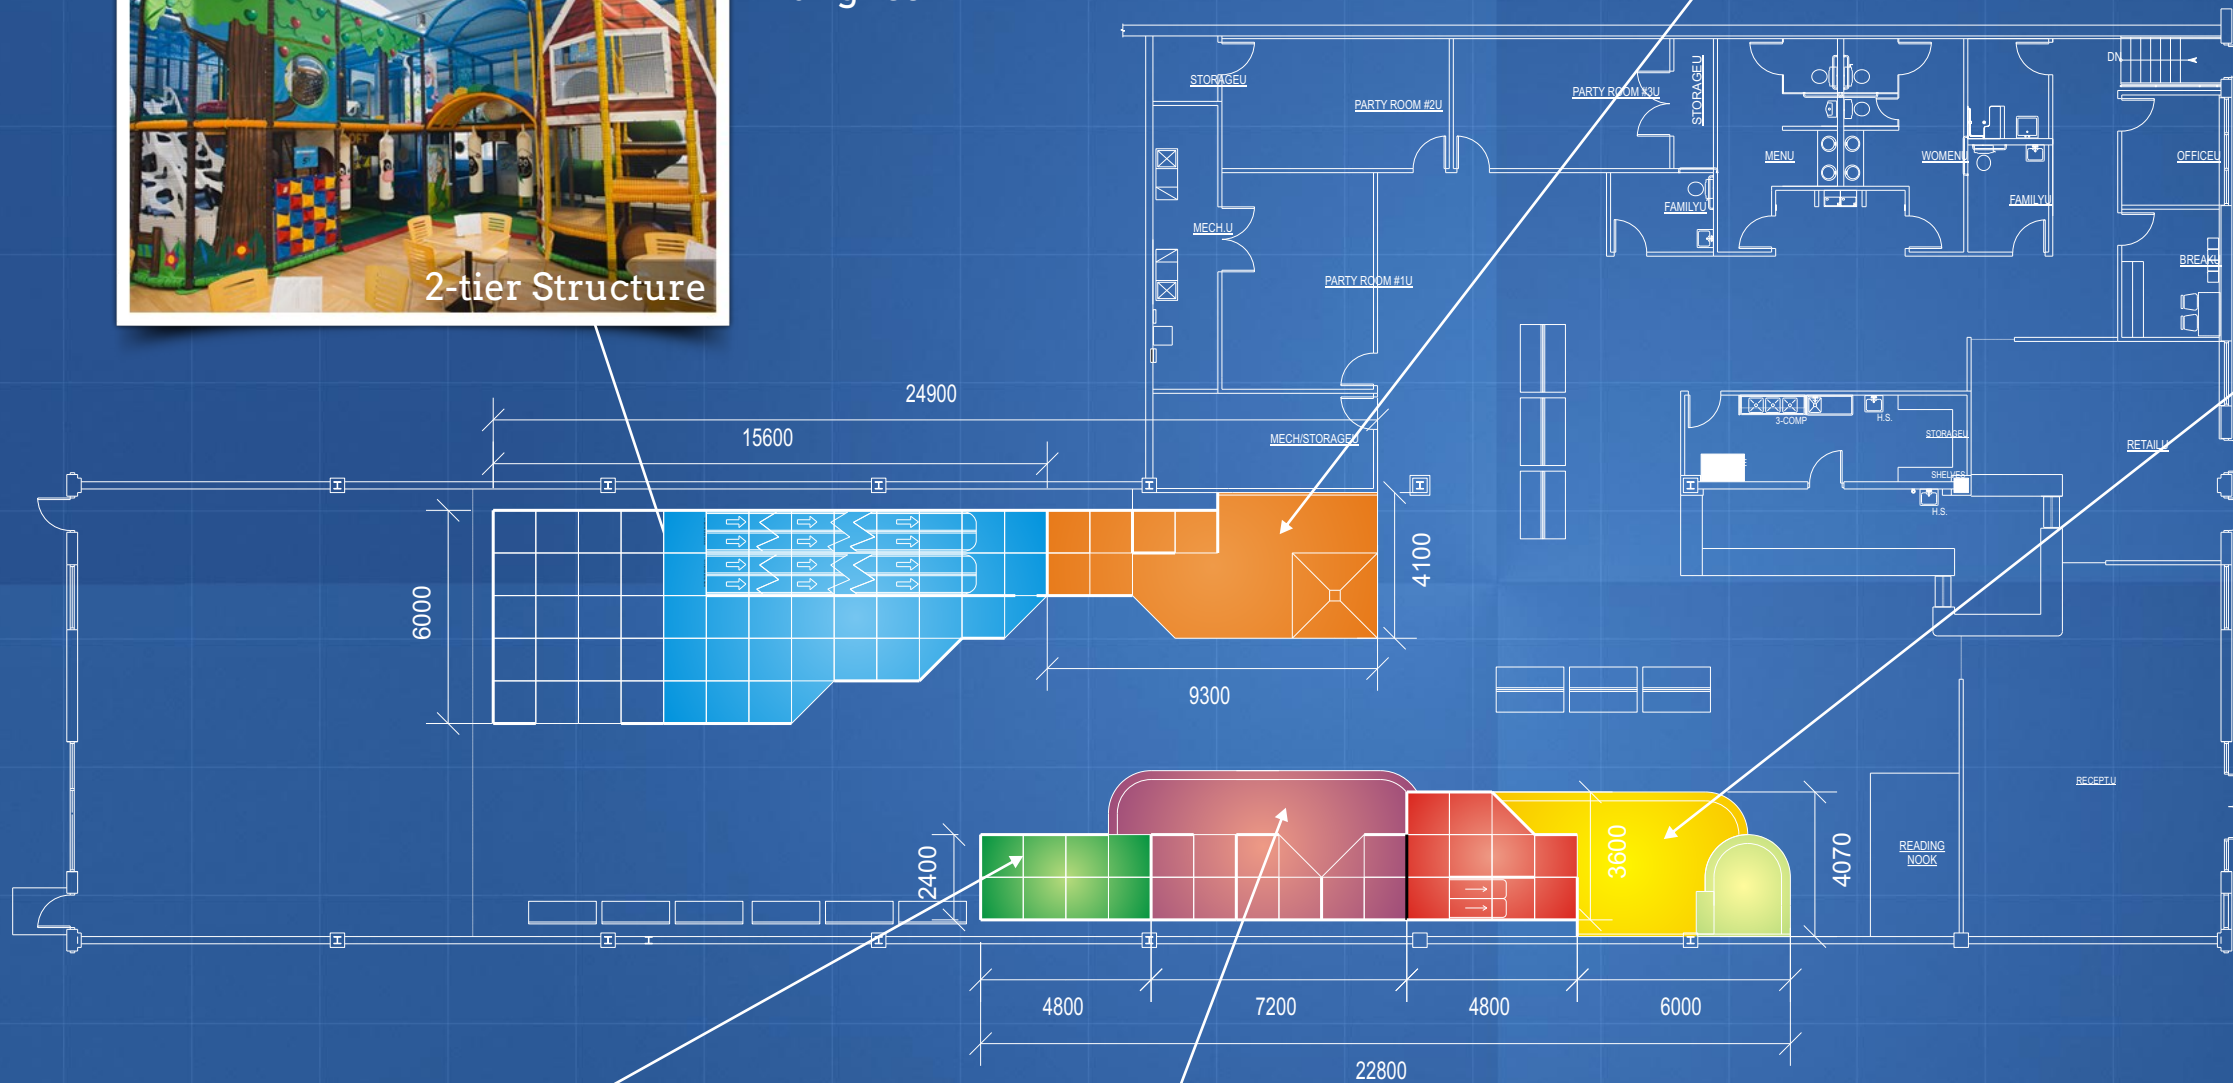 2-tier Structure
STORAGEU
PARTY ROOM #2U
PARTY ROOM #3U
STORAGEU
MENU
WOMENU
DN
OFFICEU
FAMILYU
FAMILYU
MECH.U
BREAKU
PARTY ROOM #1U
24900
15600
MECH/STORAGEU
3-COMP
H.S.
STORAGEU
RETAILU
SHELVES
H.S.
6000
4100
9300
RECEPT.U
2400
3600
4070
READING
NOOK
4800
7200
4800
6000
22800